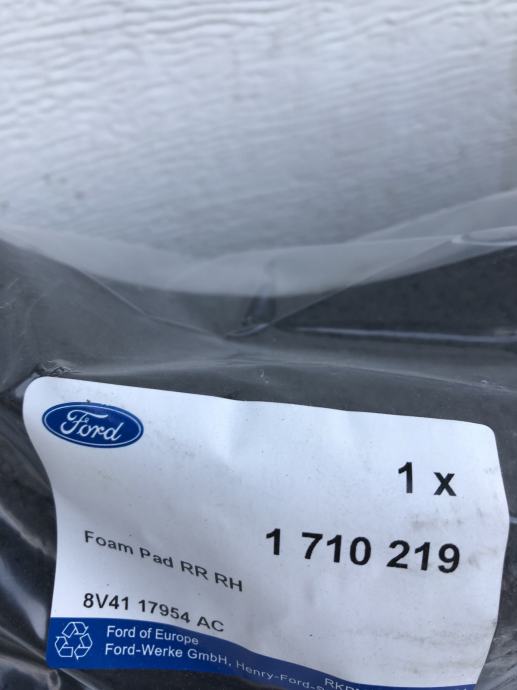 Ford
1 x
1 710 219
Foam Pad RR RH
8V41 17954 AC
Ford of Europe
Ford-Werke GmbH, Henry-Ford-